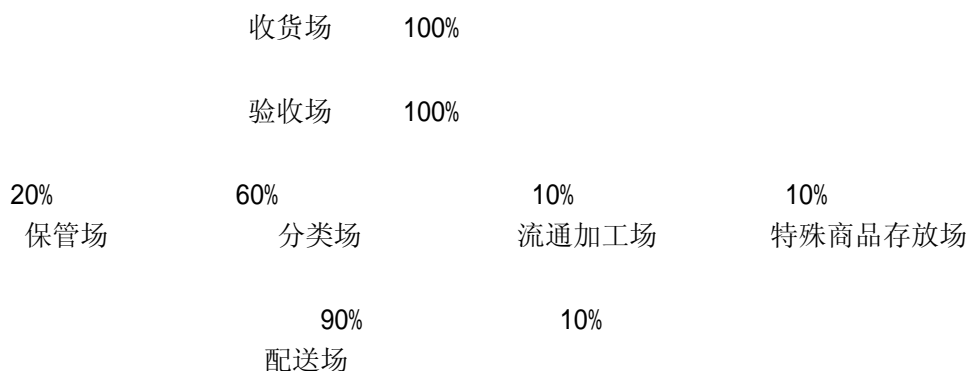 收货场 100%
验收场 100%
20% 60% 10% 10%
保管场 分类场 流通加工场 特殊商品存放场
90% 10%
配送场